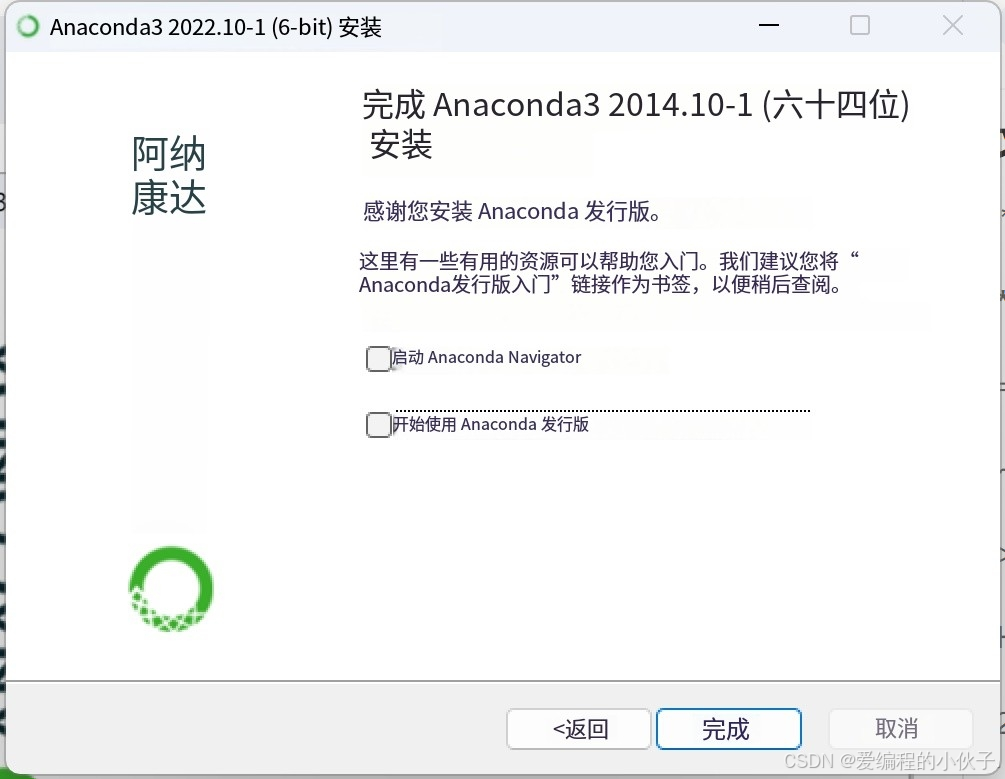 Anaconda3 2022.10-1 (6-bit) 安装
完成 Anaconda3 2014.10-1 (六十四位)
安装
阿纳
康达
感谢您安装 Anaconda 发行版。
这里有一些有用的资源可以帮助您入门。我们建议您将“
Anaconda发行版入门”链接作为书签，以便稍后查阅。
启动 Anaconda Navigator
开始使用 Anaconda 发行版
<返回
完成
取消
CSDN @爱编程的小伙子